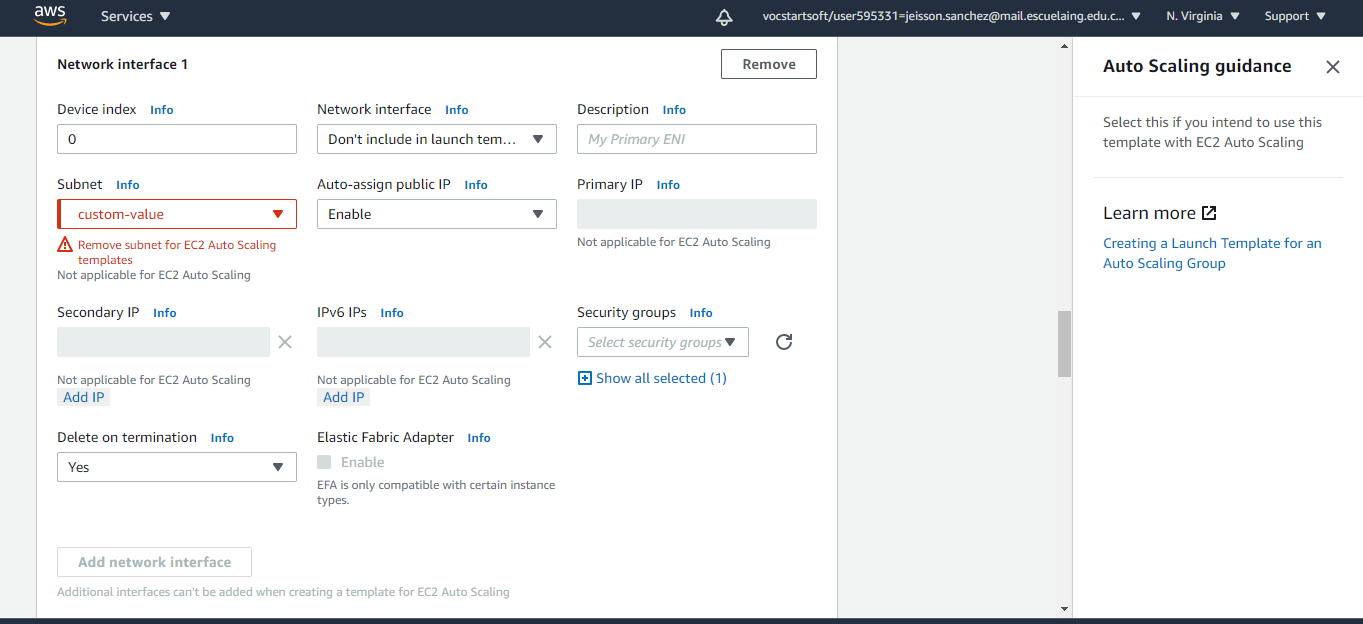 aws
Services
vocstartsoft/user595331=jeisson.sanchez@mail.escuelaing.edu.c...
N. Virginia
Support
Network interface 1
Remove
Device index Info
Network interface Info
Description Info
0
Don't include in launch tem...
My Primary ENI
Subnet Info
Auto-assign public IP Info
Primary IP Info
custom-value
Enable
Remove subnet for EC2 Auto Scaling
templates
Not applicable for EC2 Auto Scaling
Not applicable for EC2 Auto Scaling
Secondary IP Info
IPv6 IPs Info
Security groups Info
Select security groups
Not applicable for EC2 Auto Scaling
Add IP
Not applicable for EC2 Auto Scaling
Add IP
Show all selected (1)
Delete on termination Info
Elastic Fabric Adapter Info
Yes
Enable
EFA is only compatible with certain instance
types.
Add network interface
Additional interfaces can't be added when creating a template for EC2 Auto Scaling
Auto Scaling guidance
Select this if you intend to use this
template with EC2 Auto Scaling
Learn more
Creating a Launch Template for an
Auto Scaling Group